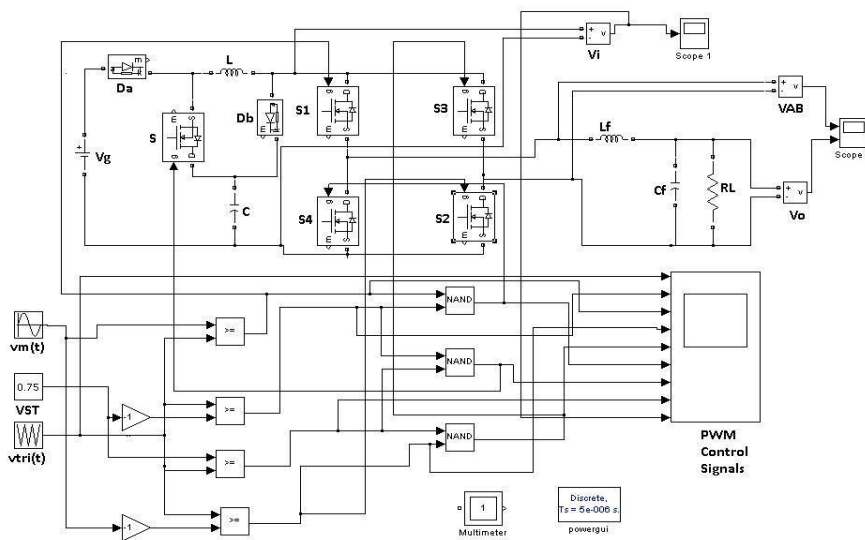 Da
m
L
Db
m
S
g
m
S
Vg
+
C
S1
g
m
S
S3
g
m
S
S4
g
m
S
S2
g
m
S
+
-
v
Vi
Scope 1
+
-
v
VAB
Scope
Lf
Cf
RL
+
-
v
Vo
vm(t)
0.75
VST
vtri(t)
-1
-1
>=
>=
>=
>=
NAND
NAND
NAND
PWM
Control
Signals
1
Multimeter
Discrete,
Ts = 5e-006 s.
powergui